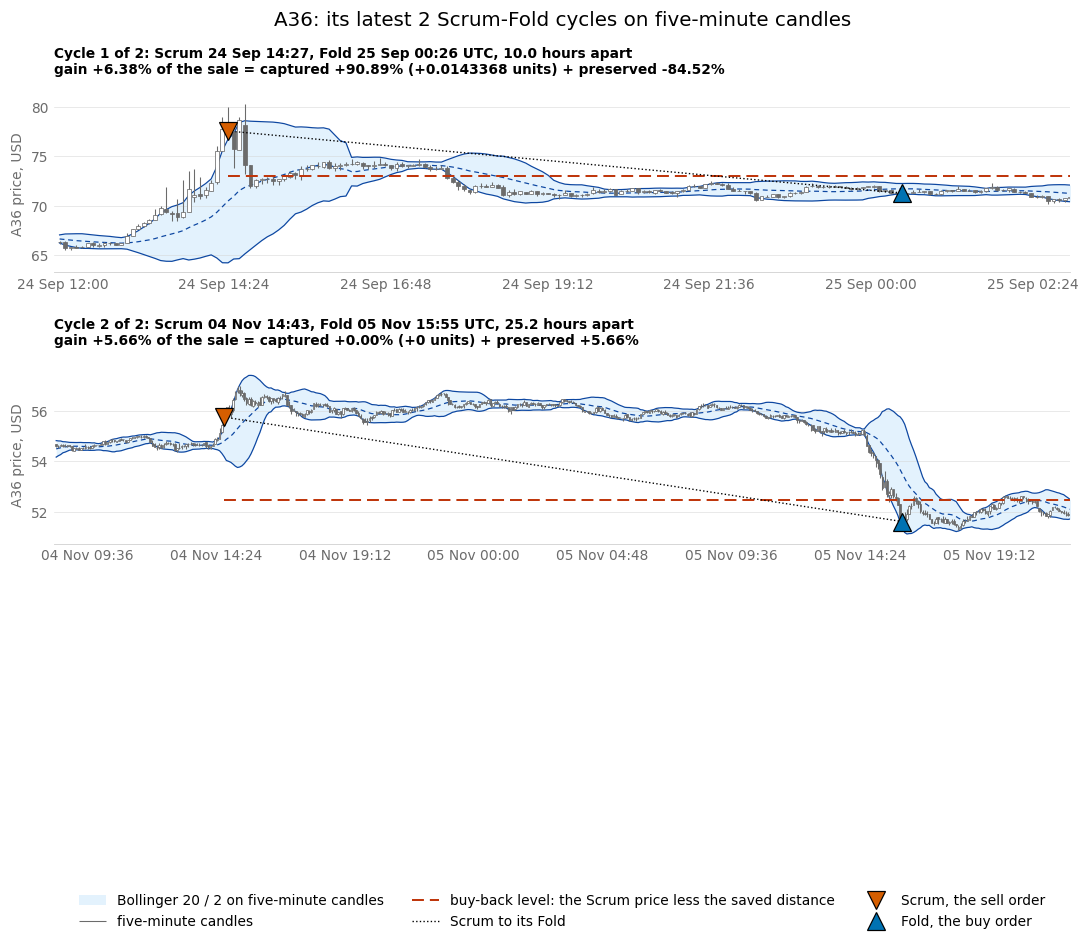 A36: its latest 2 Scrum-Fold cycles on five-minute candles
Cycle 1 of 2: Scrum 24 Sep 14:27, Fold 25 Sep 00:26 UTC, 10.0 hours apart
gain +6.38% of the sale = captured +90.89% (+0.0143368 units) + preserved -84.52%
A36 price, USD
80
75
70
65
24 Sep 12:00 24 Sep 14:24 24 Sep 16:48 24 Sep 19:12 24 Sep 21:36 25 Sep 00:00 25 Sep 02:24
Cycle 2 of 2: Scrum 04 Nov 14:43, Fold 05 Nov 15:55 UTC, 25.2 hours apart
gain +5.66% of the sale = captured +0.00% (+0 units) + preserved +5.66%
A36 price, USD
56
54
52
04 Nov 09:36 04 Nov 14:24 04 Nov 19:12 05 Nov 00:00 05 Nov 04:48 05 Nov 09:36 05 Nov 14:24 05 Nov 19:12
Bollinger 20 / 2 on five-minute candles
five-minute candles
buy-back level: the Scrum price less the saved distance
Scrum to its Fold
Scrum, the sell order
Fold, the buy order